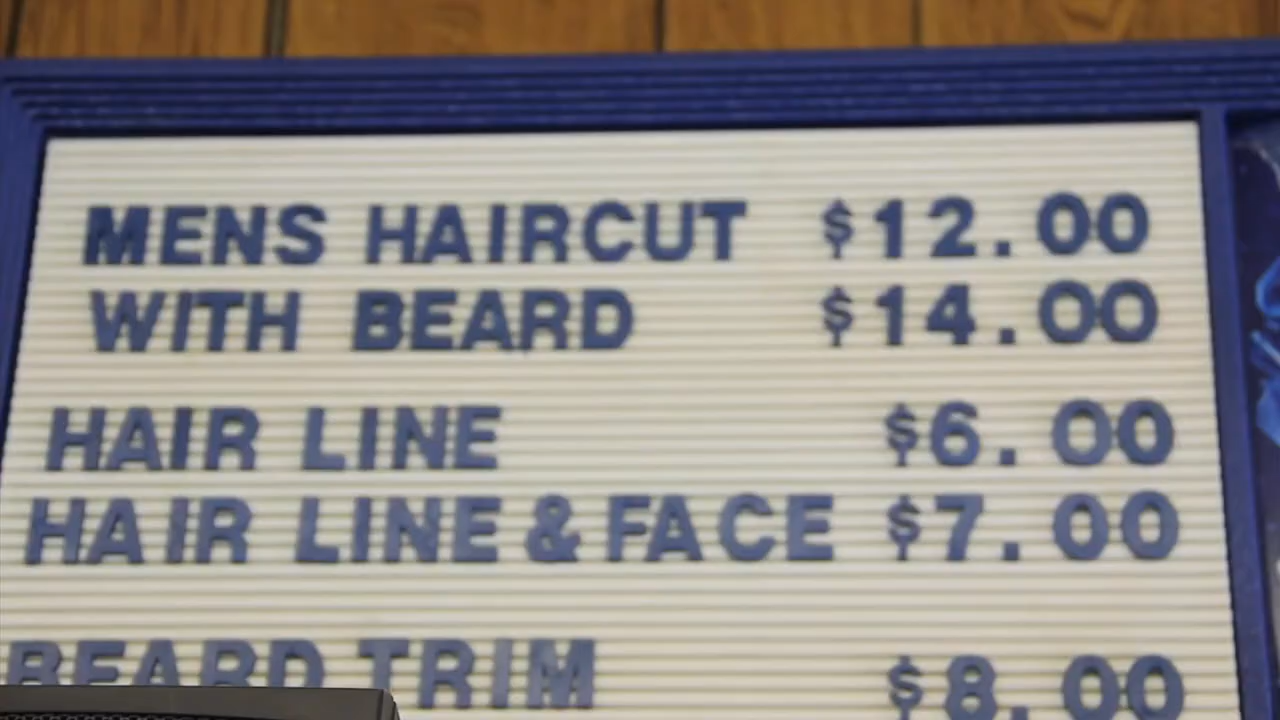 MENS HAIRCUT $12.00
WITH BEARD $14.00
HAIR LINE $6.00
HAIR LINE & FACE $7.00
BEARD TRIM $8.00